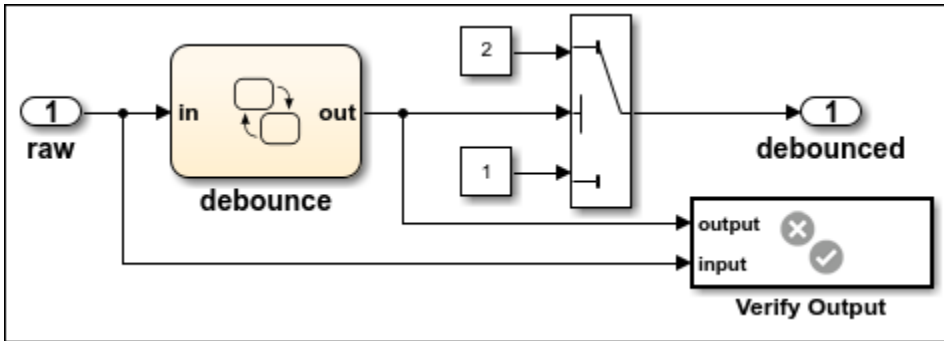 2
1
raw
in
out
debounce
1
1
debounced
output
input
Verify Output